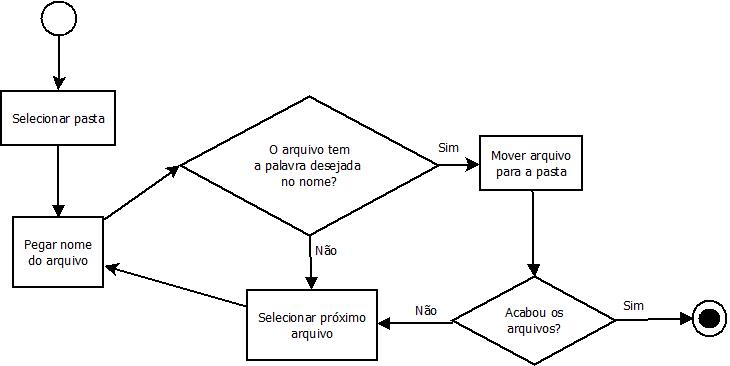 Selecionar pasta
Pegar nome
do arquivo
O arquivo tem
a palavra desejada
no nome?
Sim
Mover arquivo
para a pasta
Não
Selecionar próximo
arquivo
Não
Acabou os
arquivos?
Sim